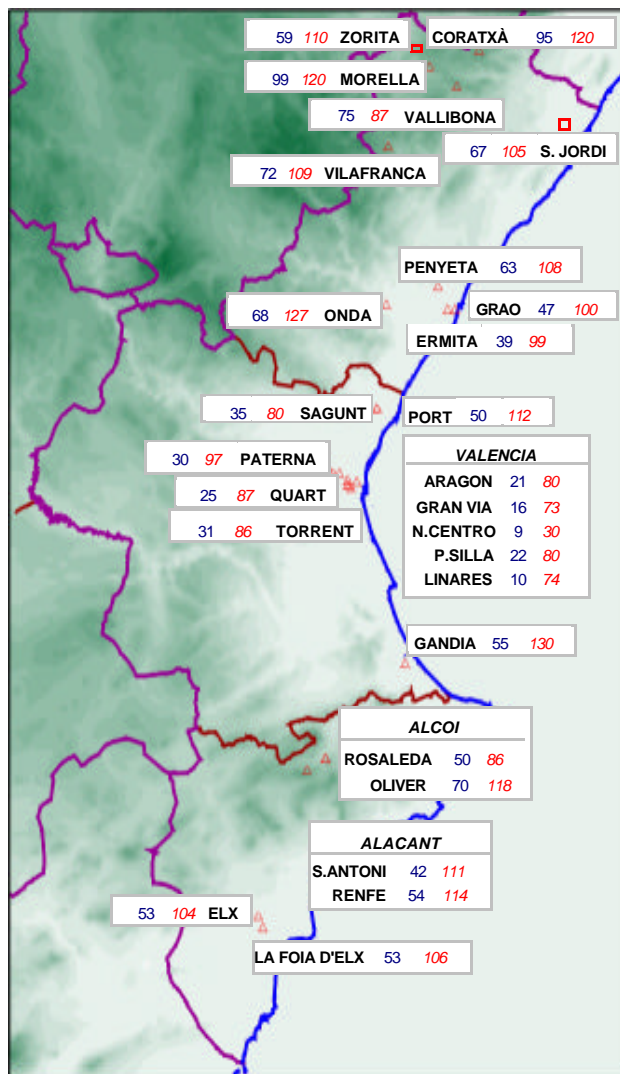 59 110 ZORITA
CORATXÀ 95 120
99 120 MORELLA
75 87 VALLIBONA
67 105 S. JORDI
72 109 VILAFRANCA
PENYETA 63 108
68 127 ONDA
GRAO 47 100
ERMITA 39 99
35 80 SAGUNT
PORT 50 112
30 97 PATERNA
25 87 QUART
31 86 TORRENT
VALENCIA
ARAGON 21 80
GRAN VIA 16 73
N.CENTRO 9 30
P.SILLA 22 80
LINARES 10 74
GANDIA 55 130
ALCOI
ROSALEDA 50 86
OLIVER 70 118
ALACANT
S.ANTONI 42 111
RENFE 54 114
53 104 ELX
LA FOIA D'ELX 53 106